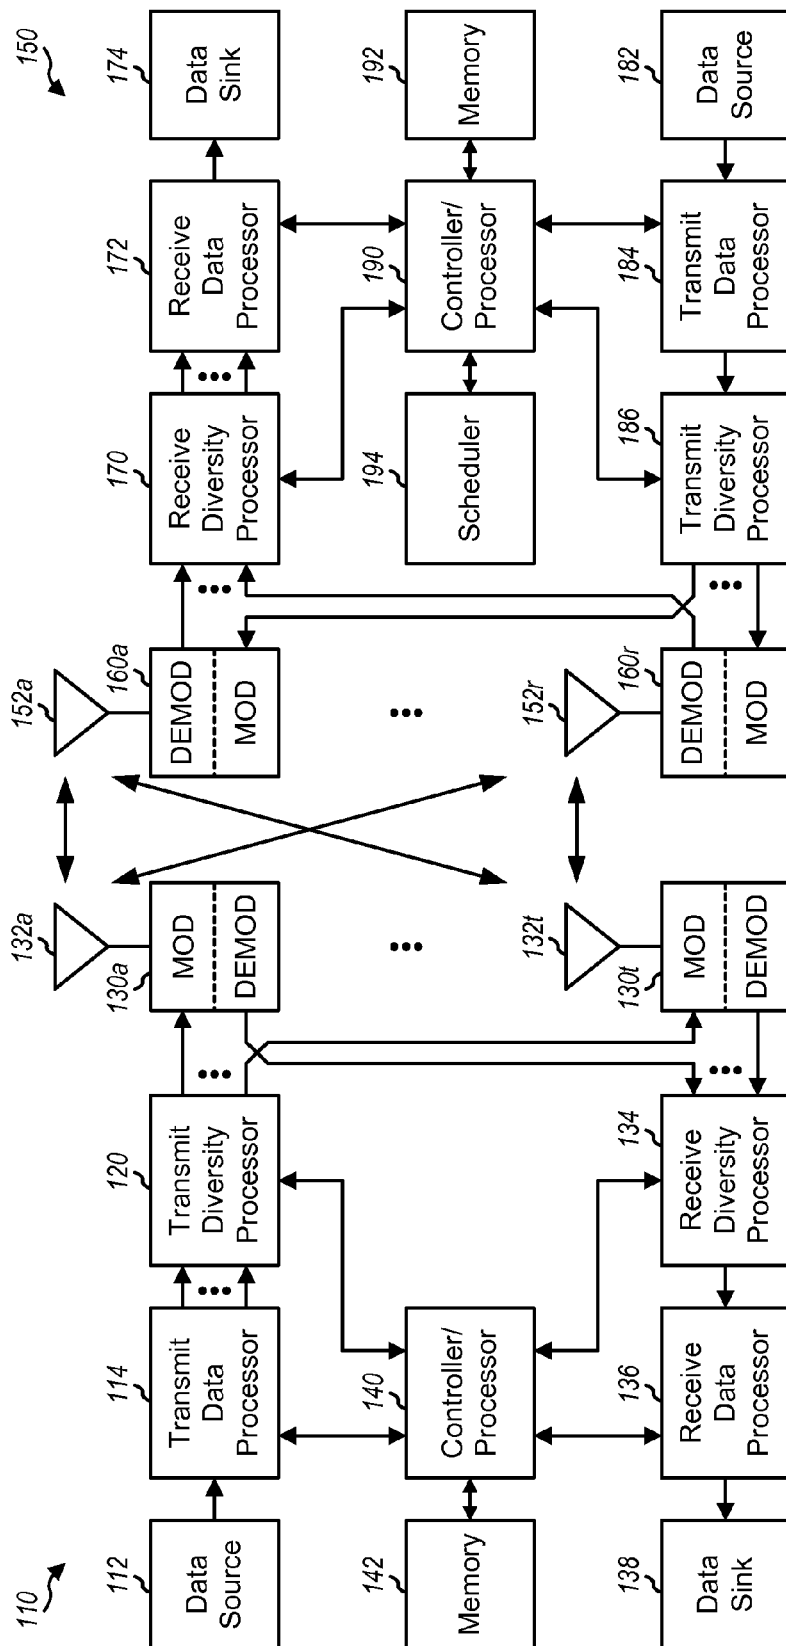 110
150
112
Data
Source
114
Transmit
Data
Processor
120
Transmit
Diversity
Processor
132a
130a
MOD
DEMOD
152a
160a
DEMOD
MOD
170
Receive
Diversity
Processor
172
Receive
Data
Processor
174
Data
Sink
142
Memory
140
Controller/
Processor
194
Scheduler
190
Controller/
Processor
192
Memory
138
Data
Sink
136
Receive
Data
Processor
134
Receive
Diversity
Processor
132t
130t
MOD
DEMOD
152r
160r
DEMOD
MOD
186
Transmit
Diversity
Processor
184
Transmit
Data
Processor
182
Data
Source